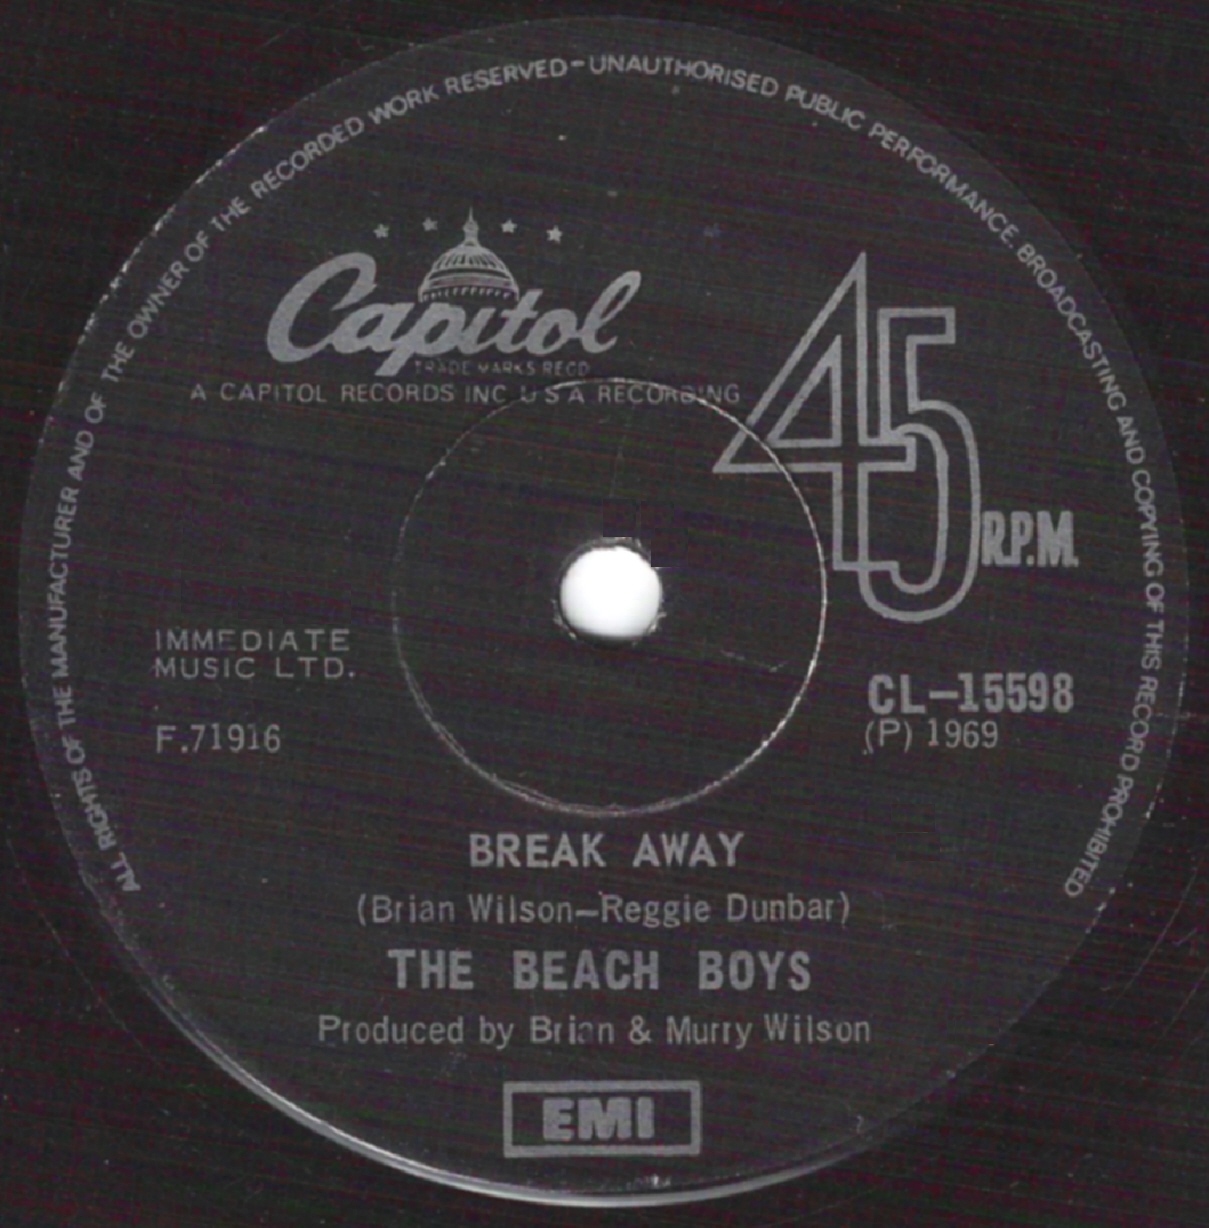 ALL RIGHTS OF THE MANUFACTURER AND OF THE OWNER OF THE RECORDED WORK RESERVED-UNAUTHORISED PUBLIC PERFORMANCE, BROADCASTING AND COPYING OF THIS RECORD PROHIBITED
Capitol
TRADE MARKS REGD
A CAPITOL RECORDS INC U S A RECORDING
45
R.P.M.
IMMEDIATE
MUSIC LTD.
F.71916
CL-15598
(P) 1969
BREAK AWAY
(Brian Wilson-Reggie Dunbar)
THE BEACH BOYS
Produced by Brian & Murry Wilson
EMI